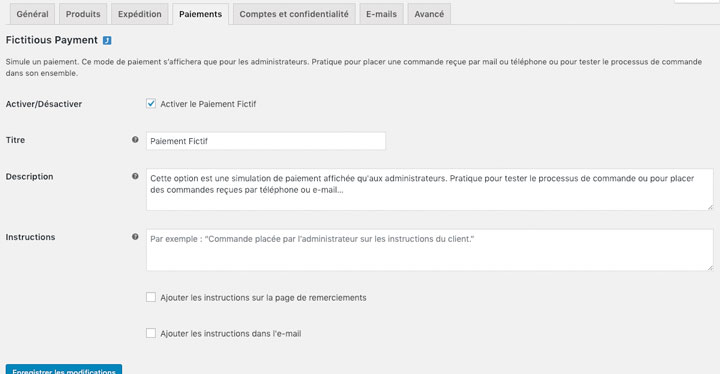 Général Produits Expédition Paiements Comptes et confidentialité E-mails Avancé
Fictitious Payment
Simule un paiement. Ce mode de paiement s'affichera que pour les administrateurs. Pratique pour placer une commande reçue par mail ou téléphone ou pour tester le processus de commande
dans son ensemble.
Activer/Désactiver Activer le Paiement Fictif
Titre Paiement Fictif
Description Cette option est une simulation de paiement affichée qu'aux administrateurs. Pratique pour tester le processus de commande ou pour placer
des commandes reçues par téléphone ou e-mail...
Instructions Par exemple : "Commande placée par l'administrateur sur les instructions du client."
Ajouter les instructions sur la page de remerciements
Ajouter les instructions dans l'e-mail
Enregistrer les modifications